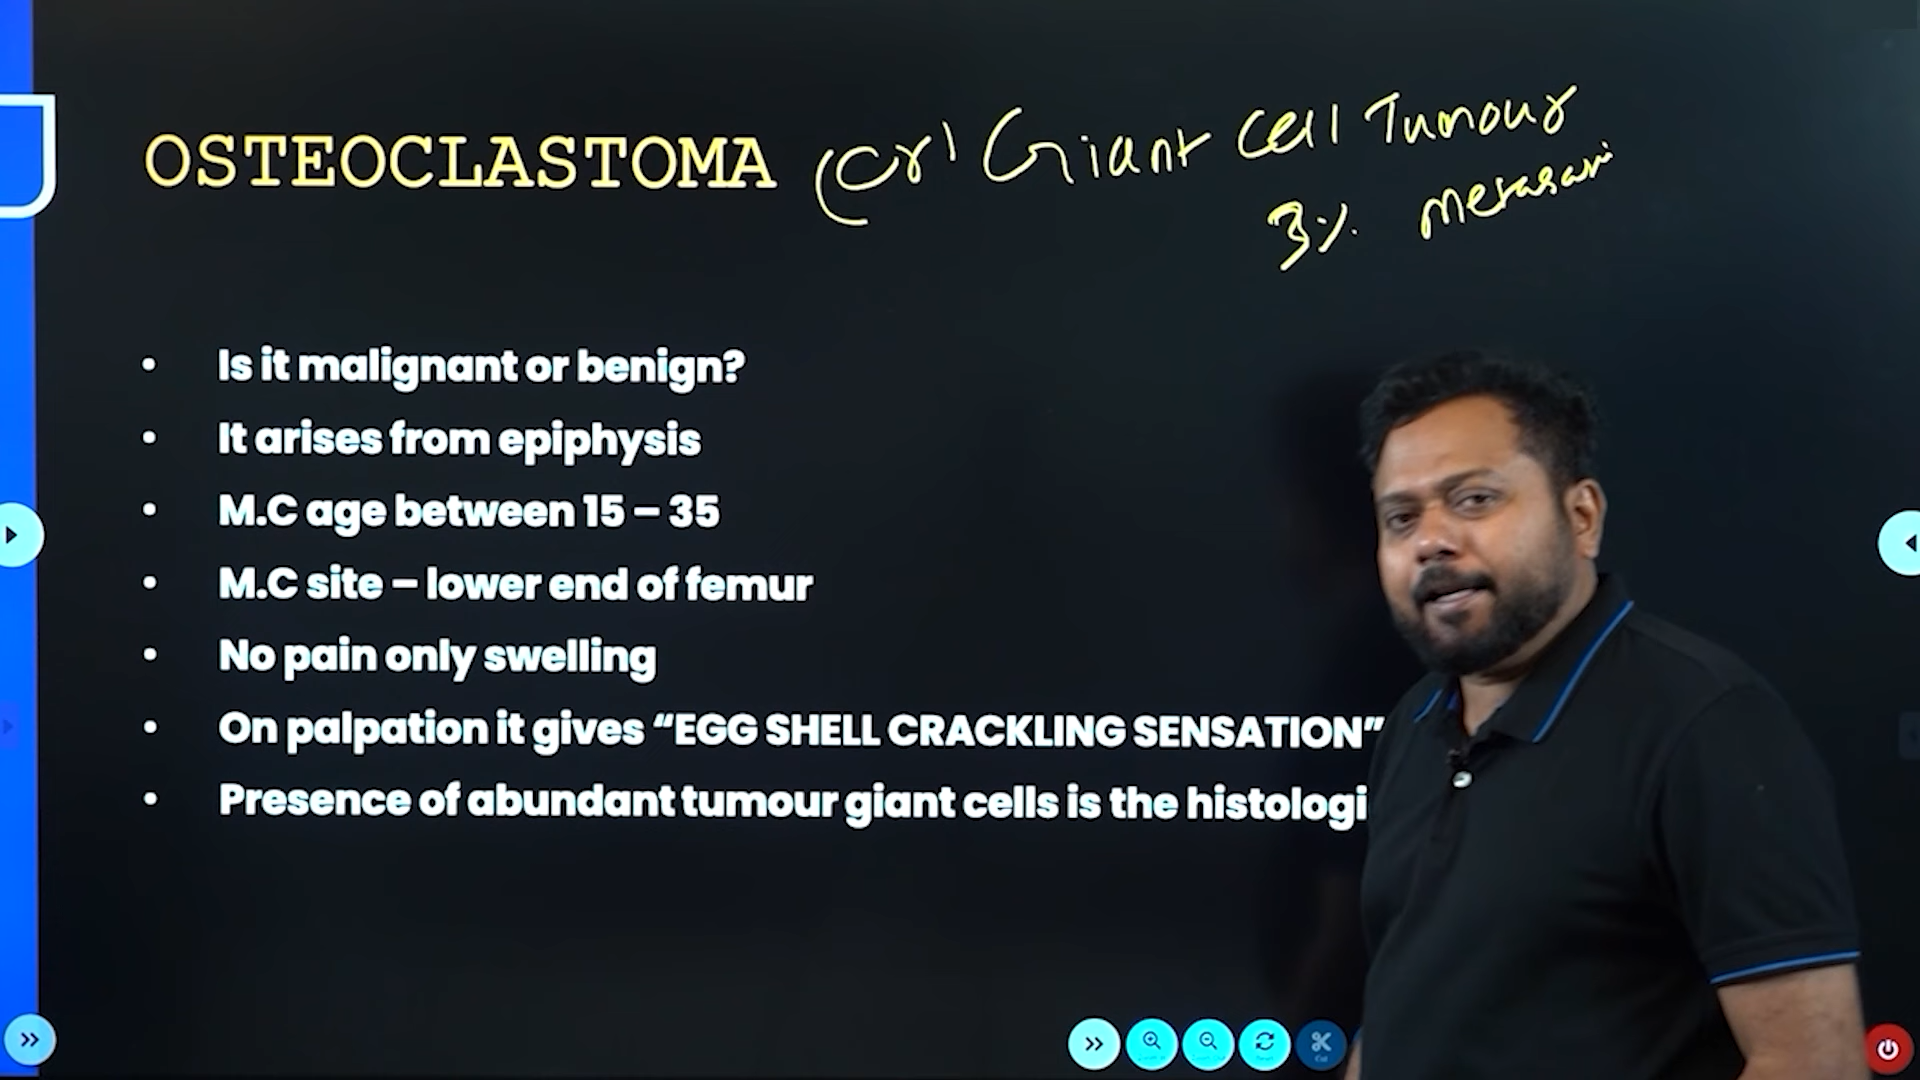 OSTEOCLASTOMA (or) Giant Cell Tumour
3%
• Is it malignant or benign?
• It arises from epiphysis
• M.C age between 15 – 35
• M.C site – lower end of femur
• No pain only swelling
• On palpation it gives “EGG SHELL CRACKLING SENSATION”
• Presence of abundant tumour giant cells is the histologi